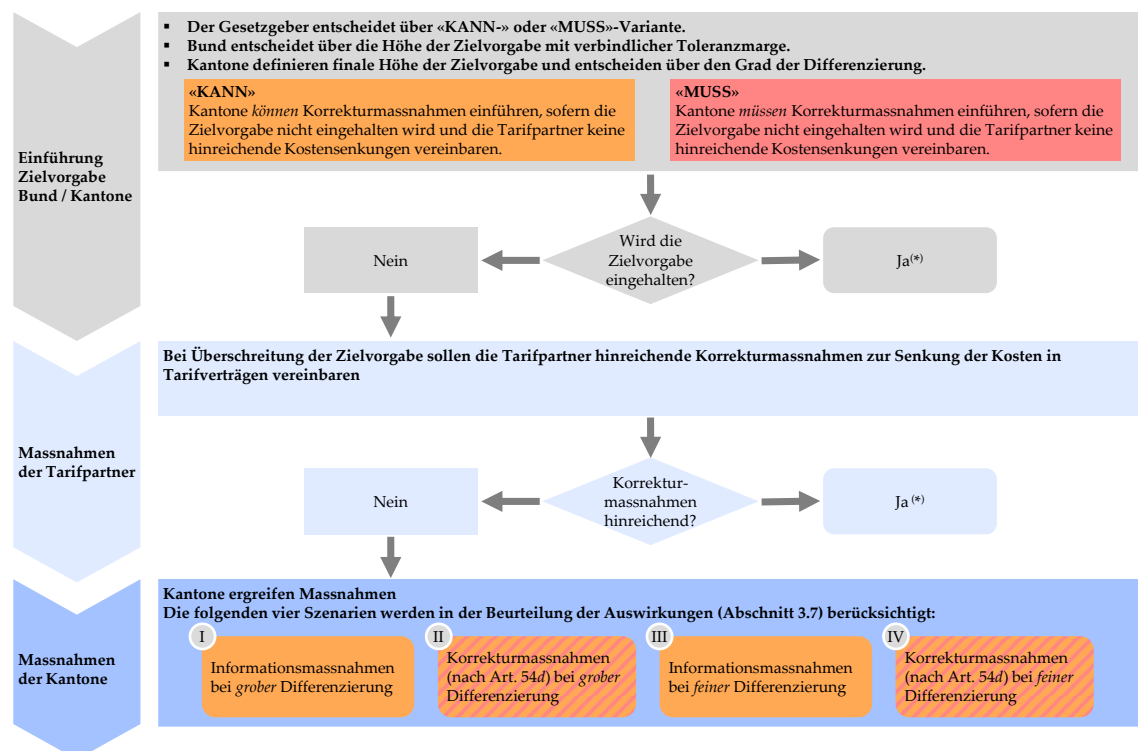 ▪ Der Gesetzgeber entscheidet über «KANN-» oder «MUSS»-Variante.
▪ Bund entscheidet über die Höhe der Zielvorgabe mit verbindlicher Toleranzmarge.
▪ Kantone definieren finale Höhe der Zielvorgabe und entscheiden über den Grad der Differenzierung.
«KANN»
Kantone können Korrekturmassnahmen einführen, sofern die
Zielvorgabe nicht eingehalten wird und die Tarifpartner keine
hinreichende Kostensenkungen vereinbaren.
«MUSS»
Kantone müssen Korrekturmassnahmen einführen, sofern die
Zielvorgabe nicht eingehalten wird und die Tarifpartner keine
hinreichende Kostensenkungen vereinbaren.
Einführung
Zielvorgabe
Bund / Kantone
Nein
Wird die
Zielvorgabe
eingehalten?
Ja(*)
Bei Überschreitung der Zielvorgabe sollen die Tarifpartner hinreichende Korrekturmassnahmen zur Senkung der Kosten in
Tarifverträgen vereinbaren
Massnahmen
der Tarifpartner
Nein
Korrektur-
massnahmen
hinreichend?
Ja (*)
Kantone ergreifen Massnahmen
Die folgenden vier Szenarien werden in der Beurteilung der Auswirkungen (Abschnitt 3.7) berücksichtigt:
Massnahmen
der Kantone
I
Informationsmassnahmen
bei grober Differenzierung
II
Korrekturmassnahmen
(nach Art. 54d) bei grober
Differenzierung
III
Informationsmassnahmen
bei feiner Differenzierung
IV
Korrekturmassnahmen
(nach Art. 54d) bei feiner
Differenzierung